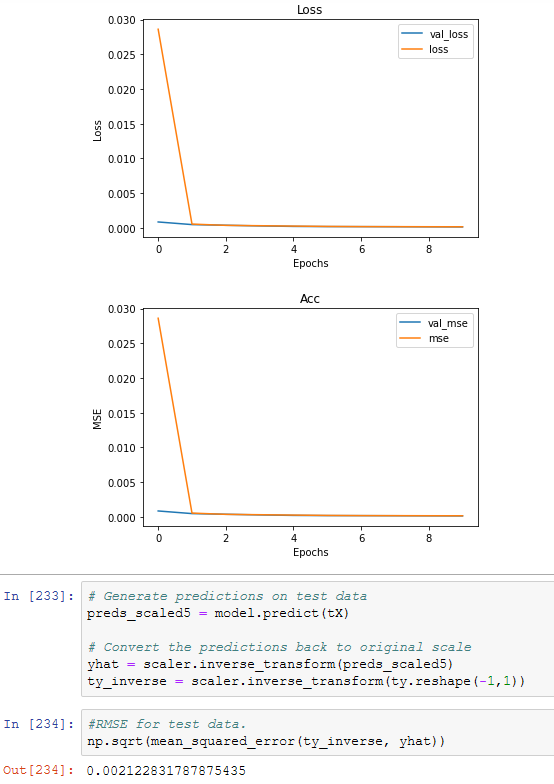 Loss
0.030
0.025
0.020
0.015
0.010
0.005
0.000
Loss
val_loss
loss
0 2 4 6 8
Epochs
Acc
0.030
0.025
0.020
0.015
0.010
0.005
0.000
MSE
val_mse
mse
0 2 4 6 8
Epochs
In [233]: # Generate predictions on test data
preds_scaled5 = model.predict(tX)
# Convert the predictions back to original scale
yhat = scaler.inverse_transform(preds_scaled5)
ty_inverse = scaler.inverse_transform(ty.reshape(-1,1))
In [234]: #RMSE for test data.
np.sqrt(mean_squared_error(ty_inverse, yhat))
Out[234]: 0.002122831787875435